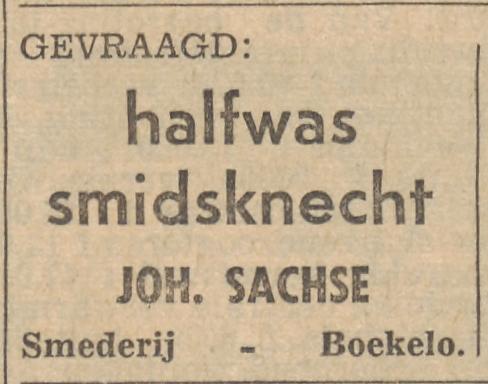 GEVRAAGD:
halfwas
smidsknecht
JOH. SACHSE
Smederij - Boekelo.